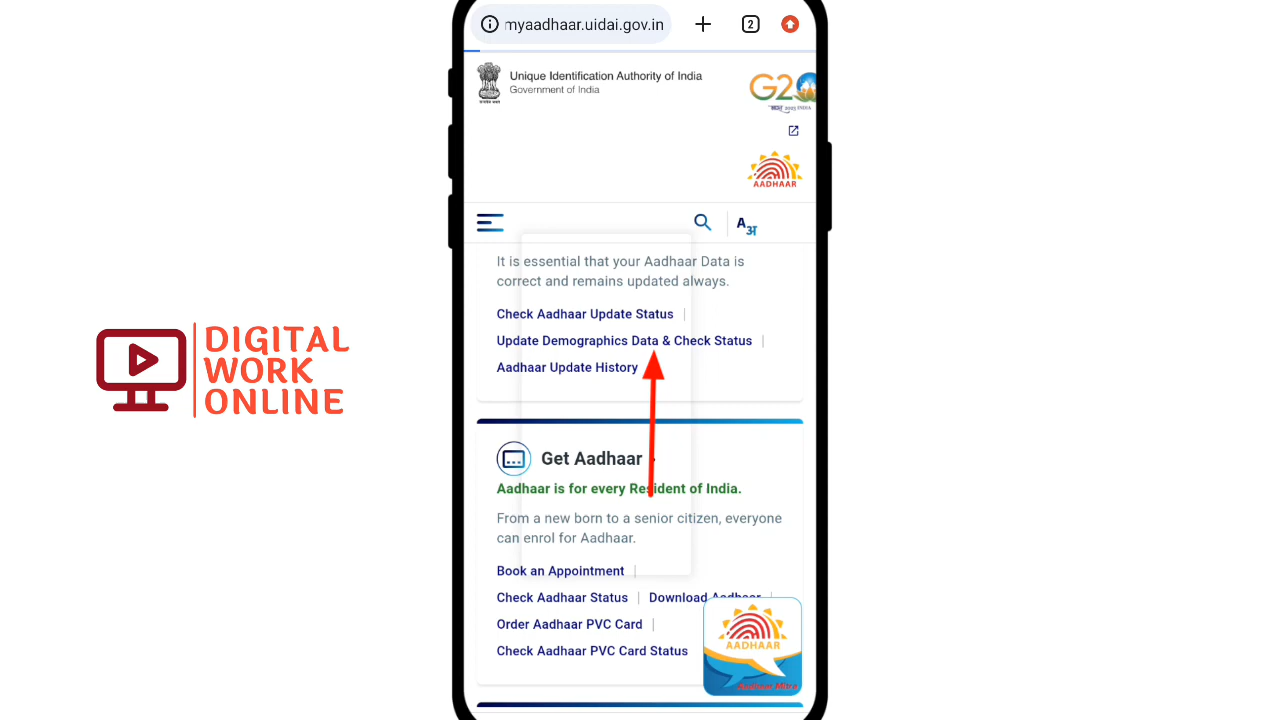 myaadhaar.uidai.gov.in
2
Unique Identification Authority of India
Government of India
G20
2023 INDIA
AADHAAR
A अ
It is essential that your Aadhaar Data is
correct and remains updated always.
Check Aadhaar Update Status
Update Demographics Data & Check Status
Aadhaar Update History
Get Aadhaar
Aadhaar is for every Resident of India.
From a new born to a senior citizen, everyone
can enrol for Aadhaar.
Book an Appointment
Check Aadhaar Status | Download Aadhaar
Order Aadhaar PVC Card
Check Aadhaar PVC Card Status
AADHAAR
Aadhaar Mitra
DIGITAL
WORK
ONLINE